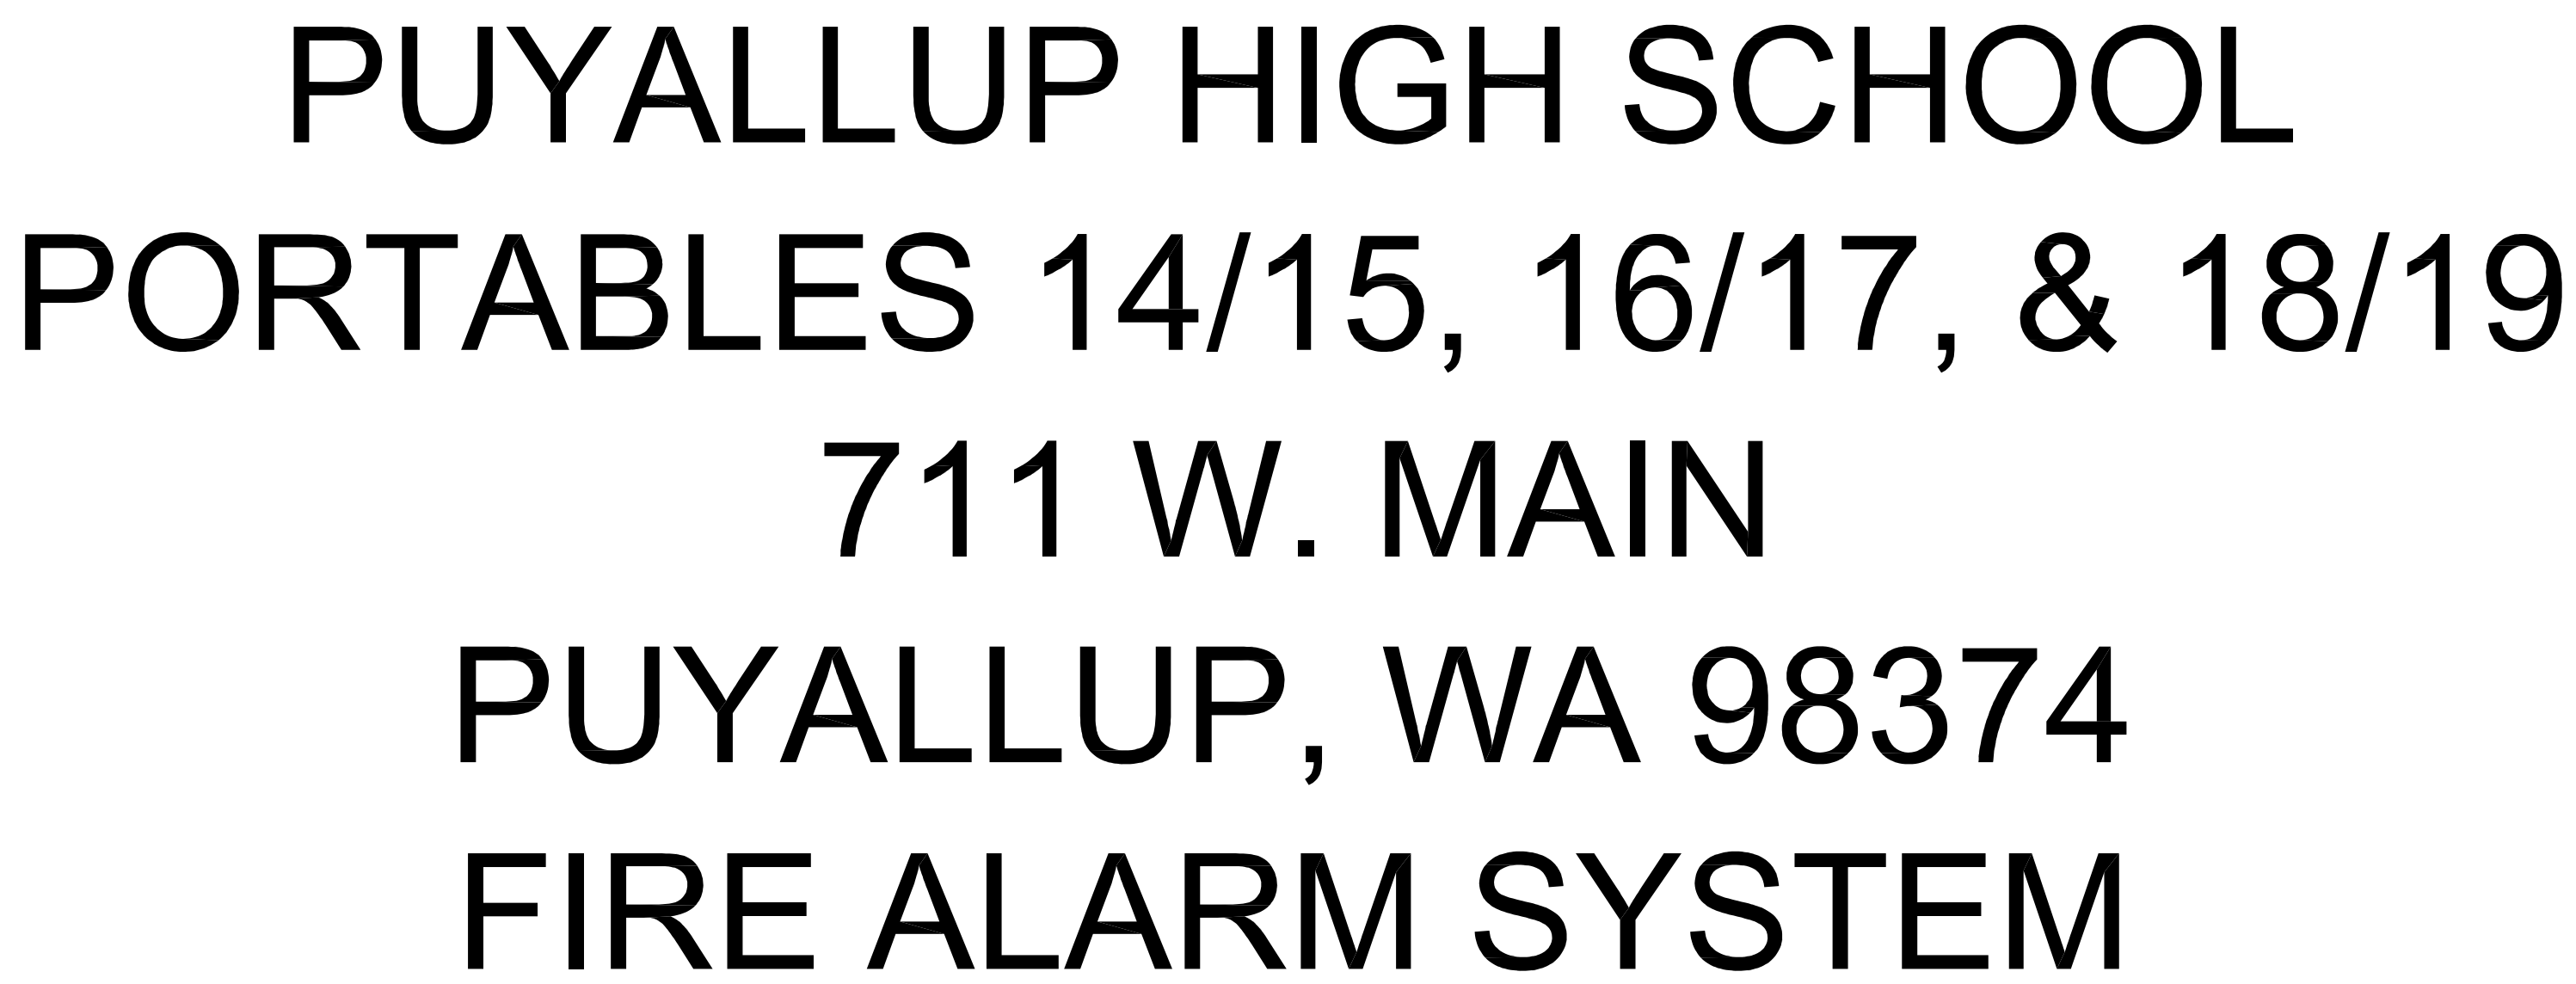 PUYALLUP HIGH SCHOOL
PORTABLES 14/15, 16/17, & 18/19
711 W. MAIN
PUYALLUP, WA 98374
FIRE ALARM SYSTEM